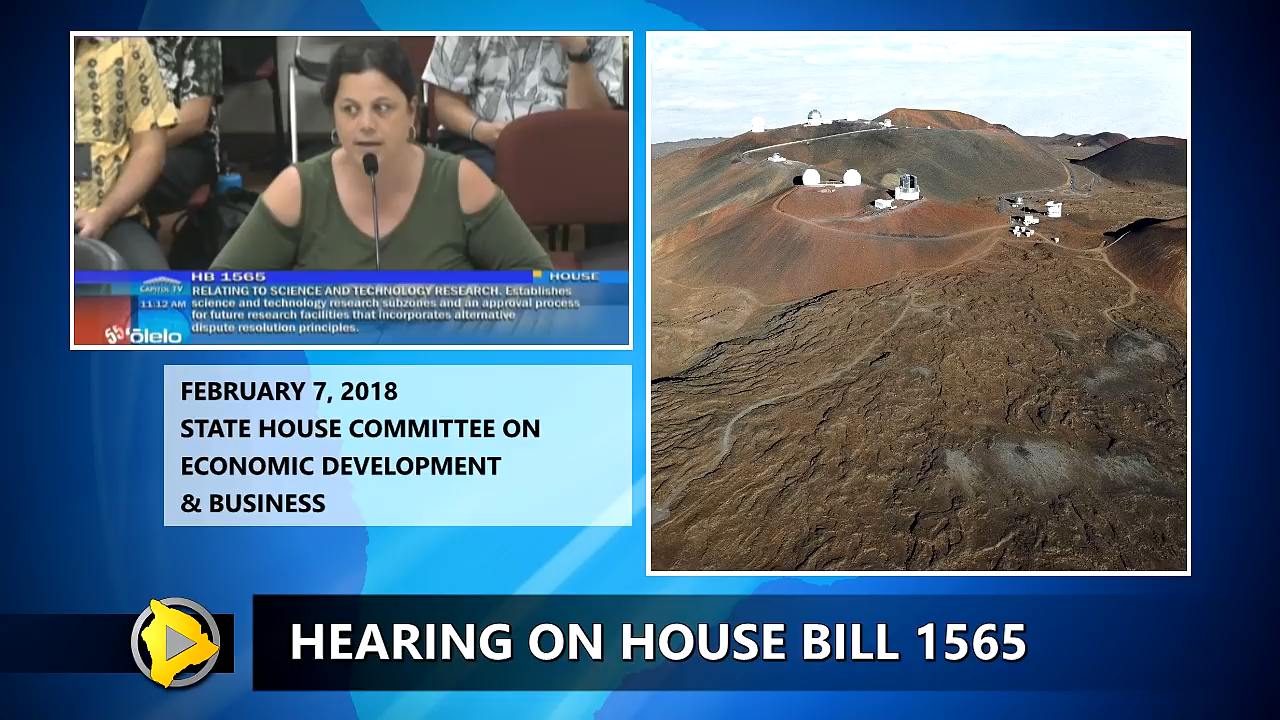 HB 1565
HOUSE
CAPITOL TV
RELATING TO SCIENCE AND TECHNOLOGY RESEARCH. Establishes
11:12 AM
science and technology research subzones and an approval process
for future research facilities that incorporates alternative
dispute resolution principles.
55 'ōlelo
FEBRUARY 7, 2018
STATE HOUSE COMMITTEE ON
ECONOMIC DEVELOPMENT
& BUSINESS
HEARING ON HOUSE BILL 1565